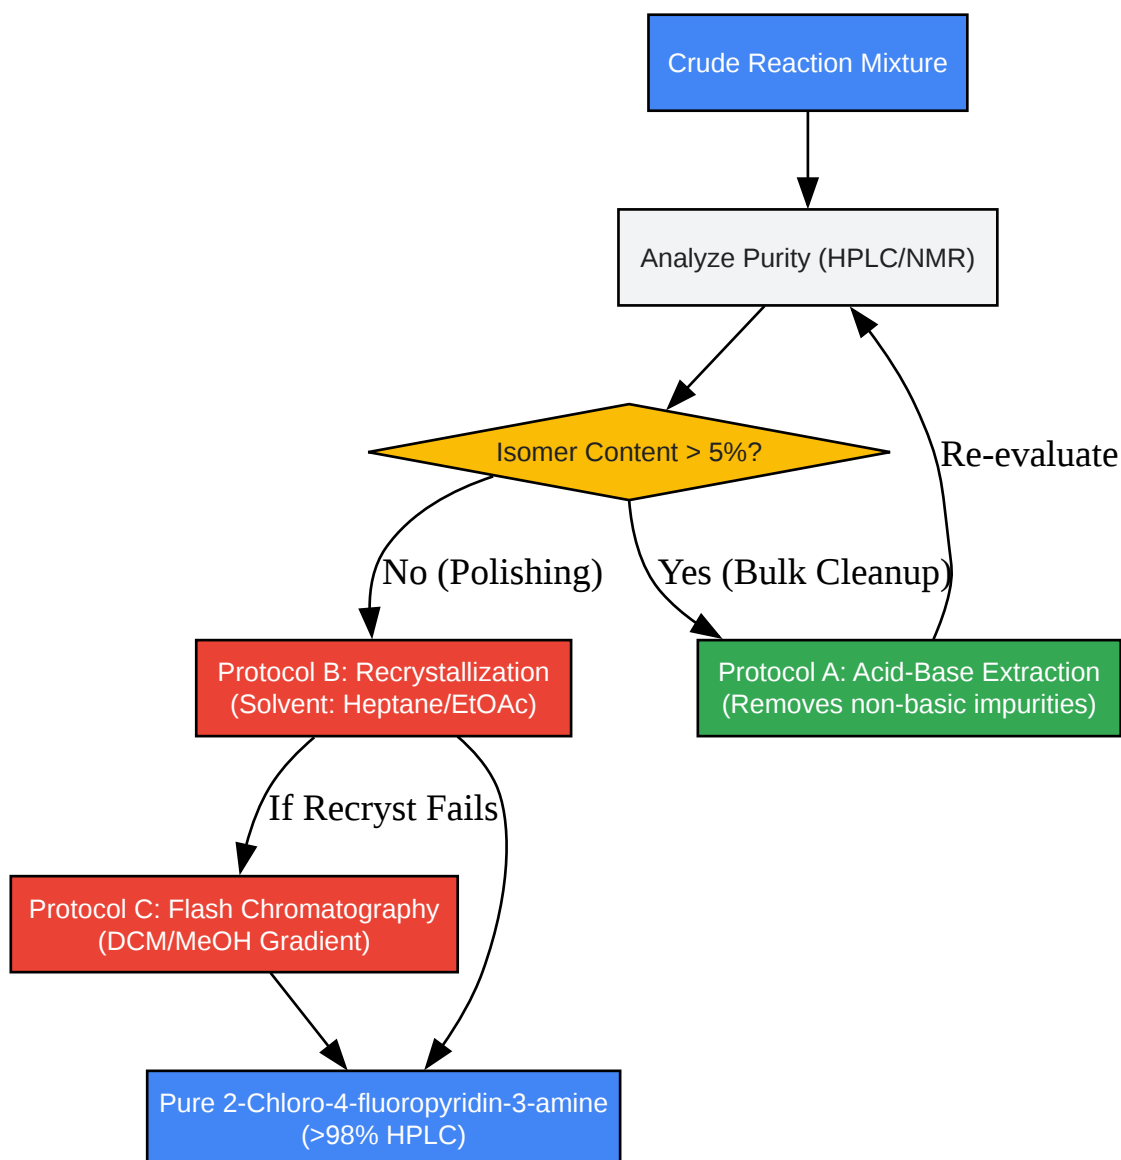 Crude Reaction Mixture
Analyze Purity (HPLC/NMR)
Isomer Content > 5%?
Re-evaluate
No (Polishing)
Yes (Bulk Cleanup)
Protocol B: Recrystallization
(Solvent: Heptane/EtOAc)
Protocol A: Acid-Base Extraction
(Removes non-basic impurities)
If Recryst Fails
Protocol C: Flash Chromatography
(DCM/MeOH Gradient)
Pure 2-Chloro-4-fluoropyridin-3-amine
(>98% HPLC)